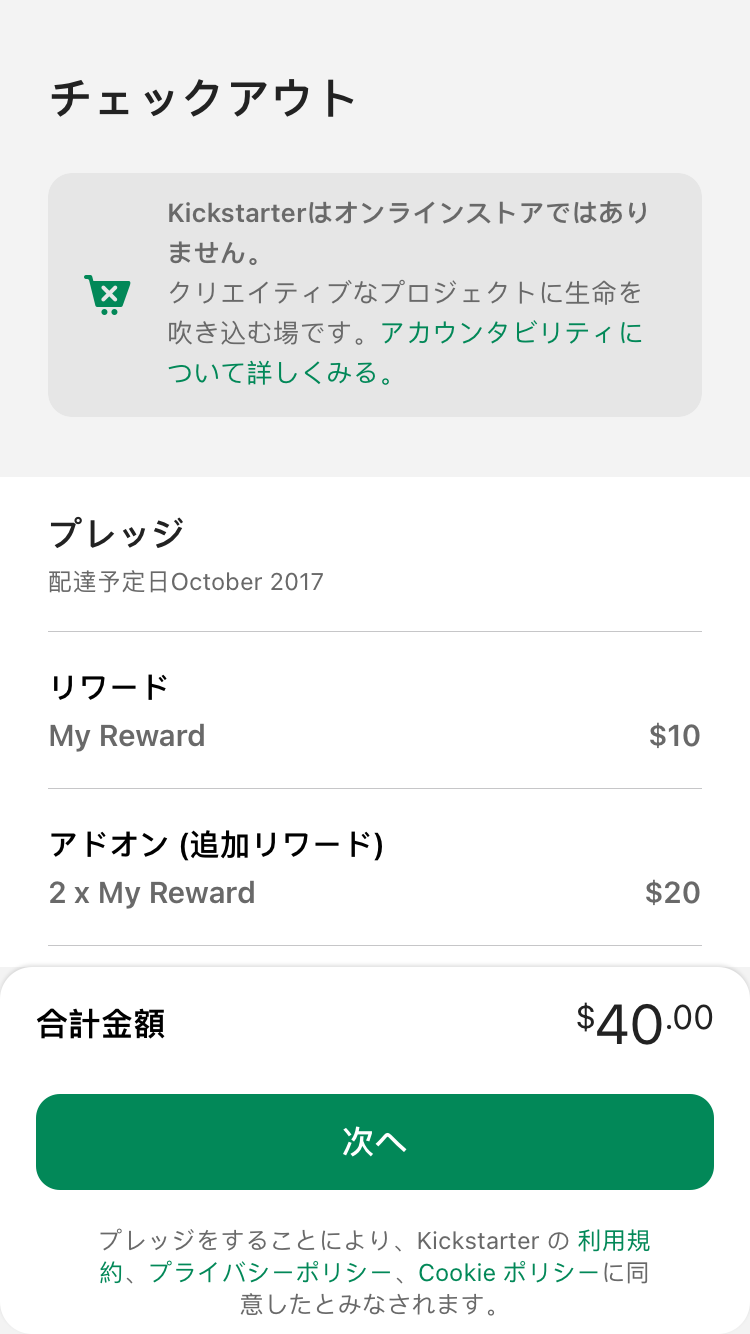 チェックアウト
Kickstarterはオンラインストアではあり
ません。
クリエイティブなプロジェクトに生命を
吹き込む場です。アカウンタビリティに
ついて詳しくみる。
プレッジ
配達予定日October 2017
リワード
My Reward $10
アドオン (追加リワード)
2 x My Reward $20
合計金額 $40.00
次へ
プレッジをすることにより、Kickstarter の 利用規
約、プライバシーポリシー、Cookie ポリシーに同
意したとみなされます。